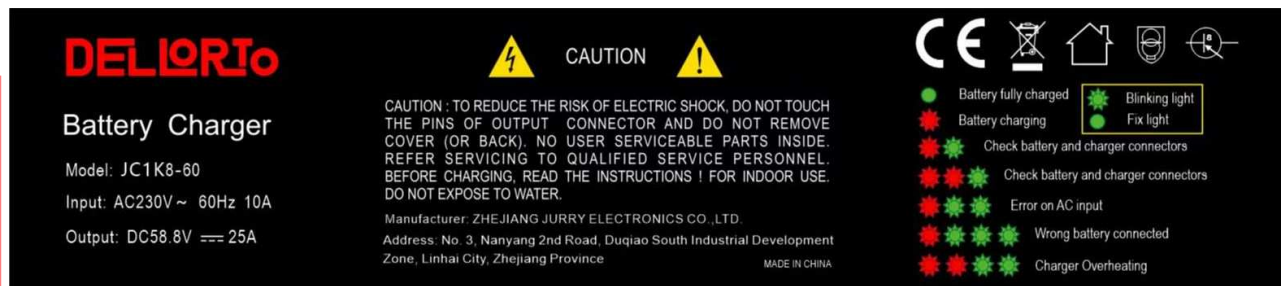 DELLORTO
Battery Charger
Model: JC1K8-60
Input: AC230V~ 60Hz 10A
Output: DC58.8V 25A
CAUTION
CAUTION : TO REDUCE THE RISK OF ELECTRIC SHOCK, DO NOT TOUCH
THE PINS OF OUTPUT CONNECTOR AND DO NOT REMOVE
COVER (OR BACK). NO USER SERVICEABLE PARTS INSIDE.
REFER SERVICING TO QUALIFIED SERVICE PERSONNEL.
BEFORE CHARGING, READ THE INSTRUCTIONS ! FOR INDOOR USE.
DO NOT EXPOSE TO WATER.
Manufacturer: ZHEJIANG JURRY ELECTRONICS CO.,LTD.
Address: No. 3, Nanyang 2nd Road, Duqiao South Industrial Development
Zone, Linhai City, Zhejiang Province
MADE IN CHINA
CE
Battery fully charged
Blinking light
Battery charging
Fix light
Check battery and charger connectors
Check battery and charger connectors
Error on AC input
Wrong battery connected
Charger Overheating